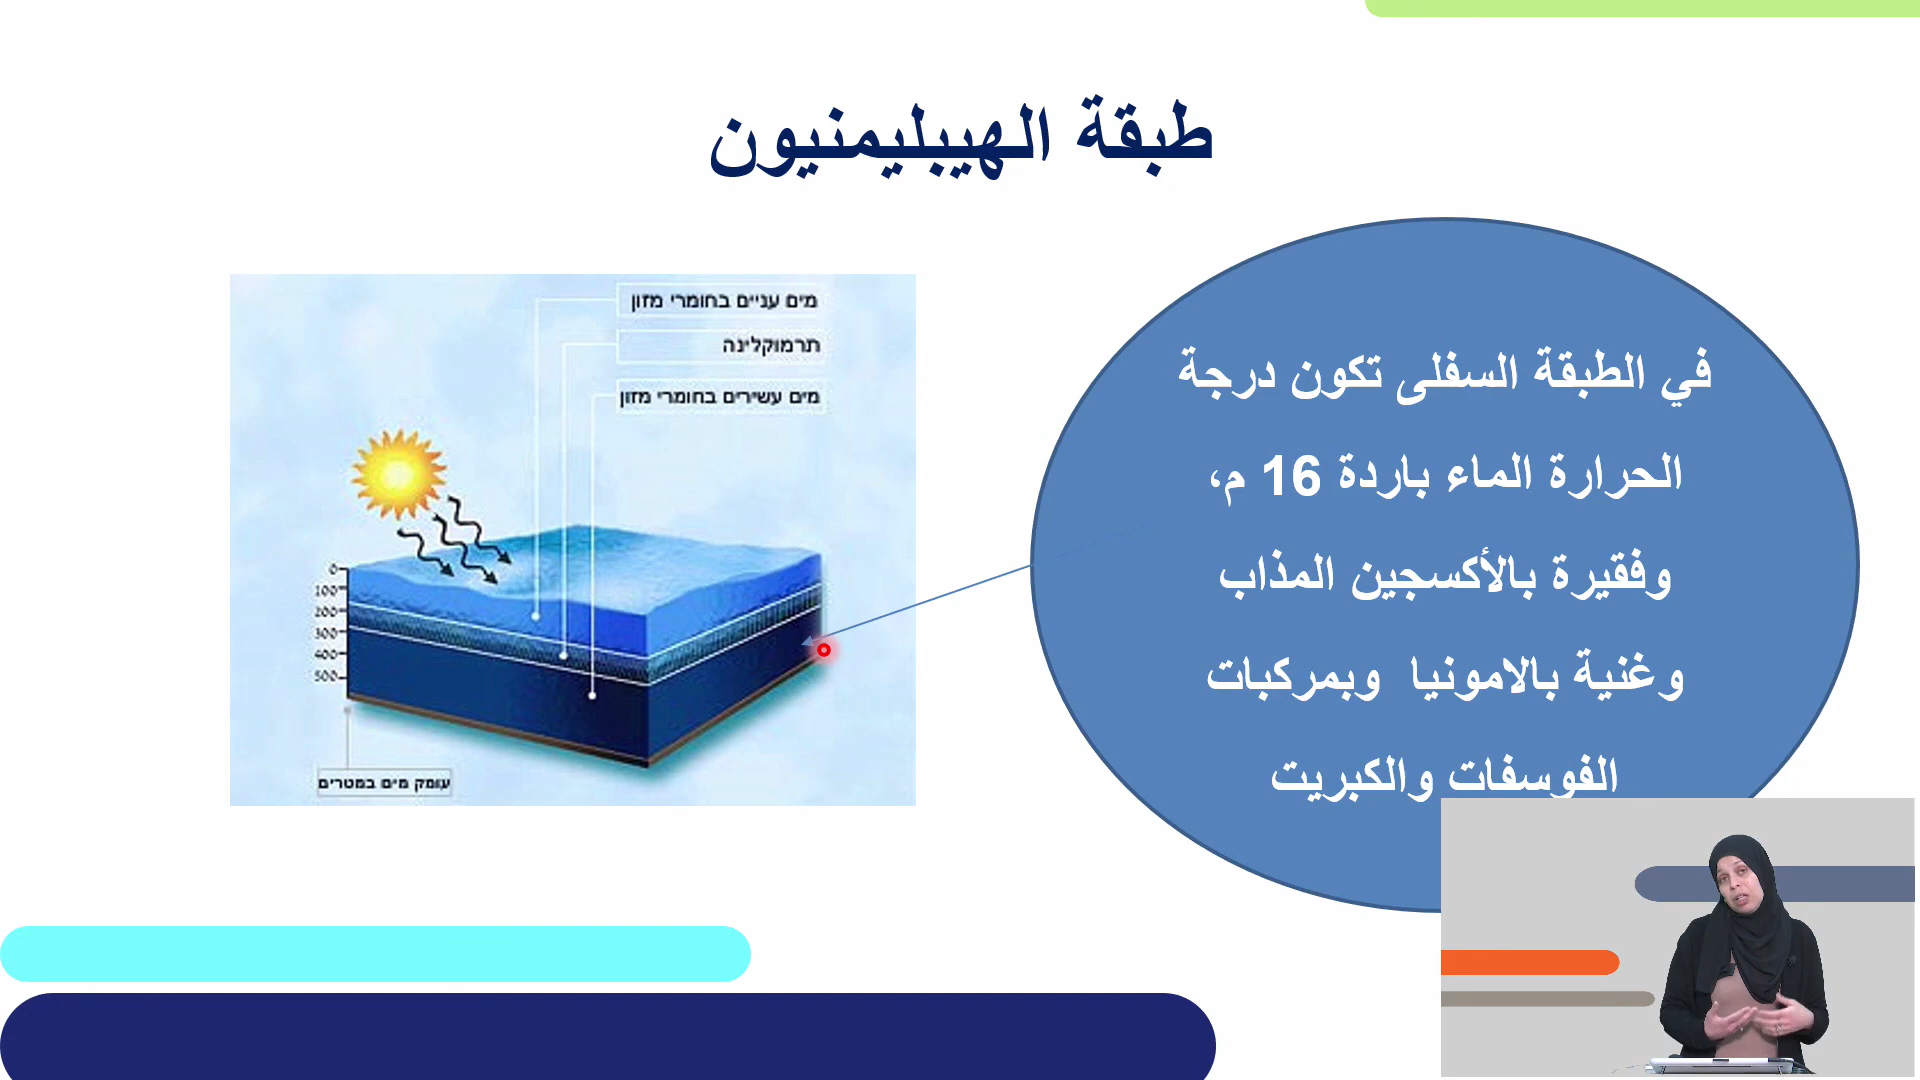 طبقة الهيبليمنيون
في الطبقة السفلى تكون درجة
الحرارة الماء باردة 16 م،
وفقيرة بالأكسجين المذاب
وغنية بالامونيا وبمركبات
الفوسفات والكبريت
מים עניים בחומרי מזון
תרמוקלינה
מים עשירים בחומרי מזון
0
100
200
300
400
500
עומק מים במטרים